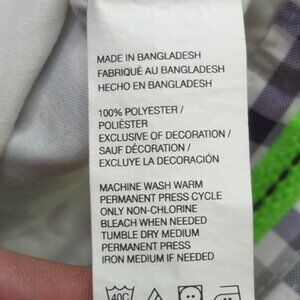 MADE IN BANGLADESH
FABRIQUÉ AU BANGLADESH
HECHO EN BANGLADESH
100% POLYESTER /
POLIÉSTER
EXCLUSIVE OF DECORATION /
SAUF DÉCORATION /
EXCLUYE LA DECORACIÓN
MACHINE WASH WARM
PERMANENT PRESS CYCLE
ONLY NON-CHLORINE
BLEACH WHEN NEEDED
TUMBLE DRY MEDIUM
PERMANENT PRESS
IRON MEDIUM IF NEEDED
40C